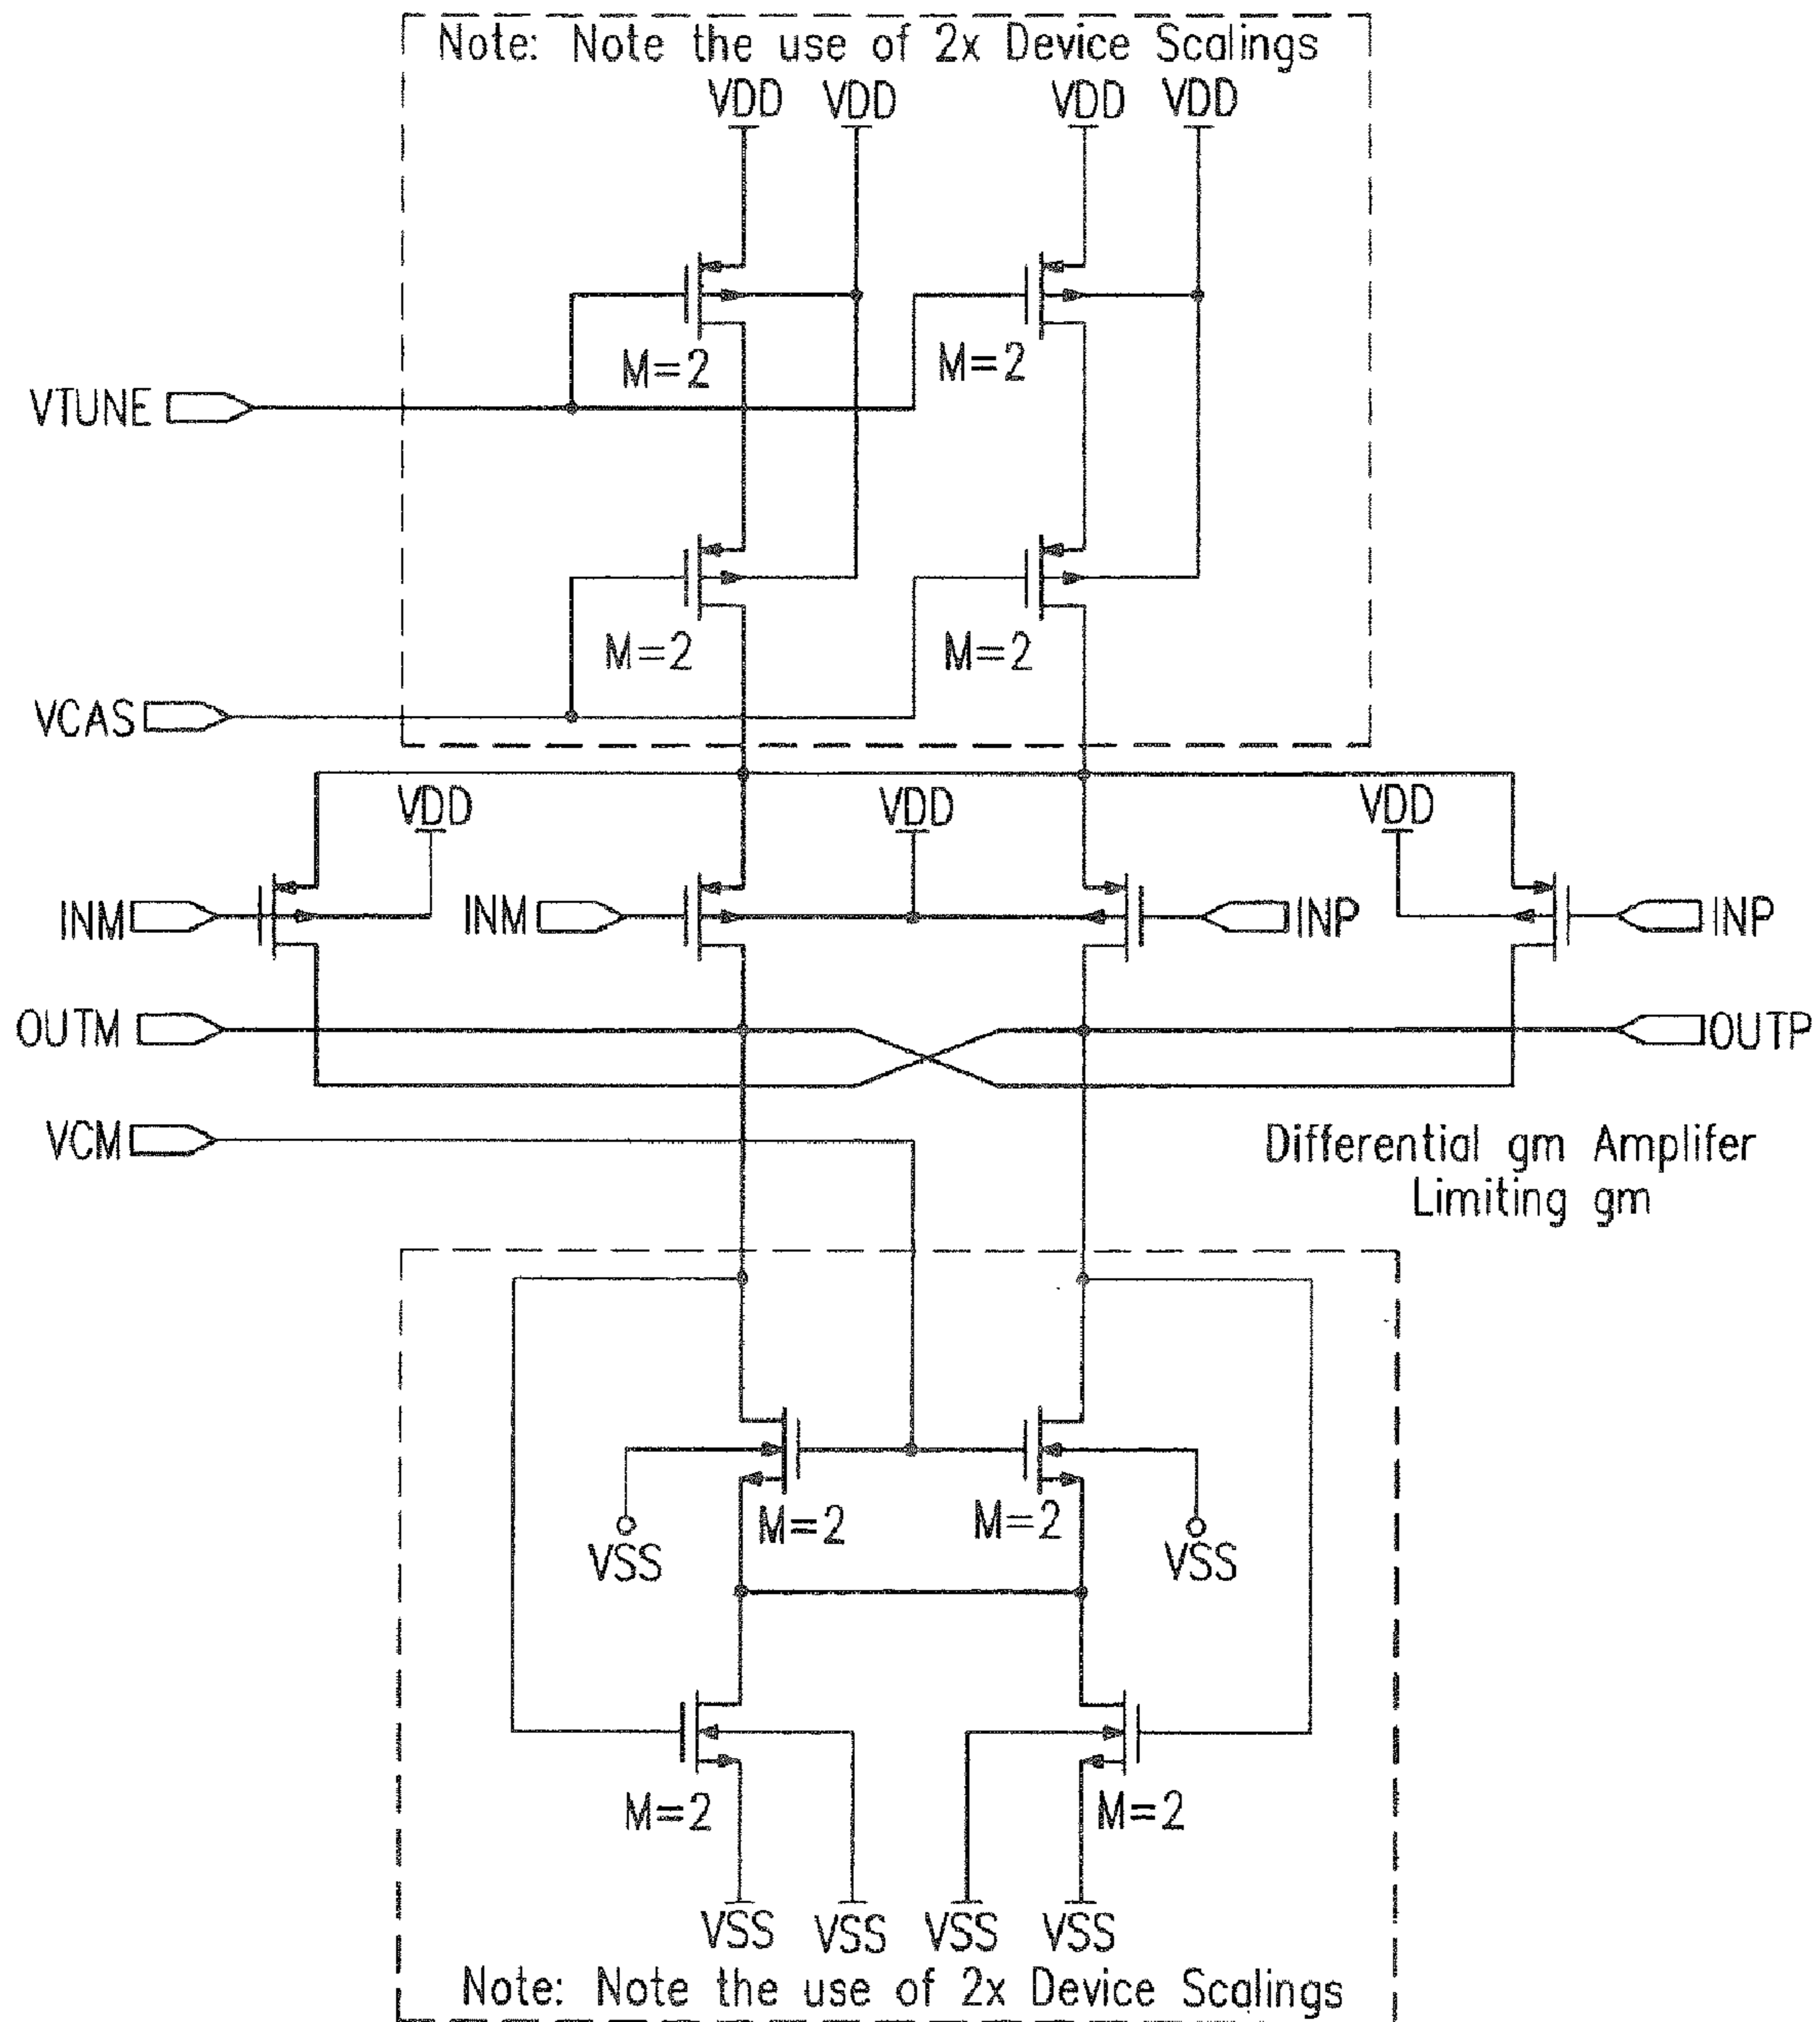 Note: Note the use of 2x Device Scalings
VDD VDD VDD VDD
M=2 M=2
VTUNE
M=2 M=2
VCAS
VDD VDD VDD
INM INM INP INP
OUTM OUTP
VCM
Differential gm Amplifer
Limiting gm
M=2 M=2
VSS VSS
M=2 M=2
VSS VSS VSS VSS
Note: Note the use of 2x Device Scalings